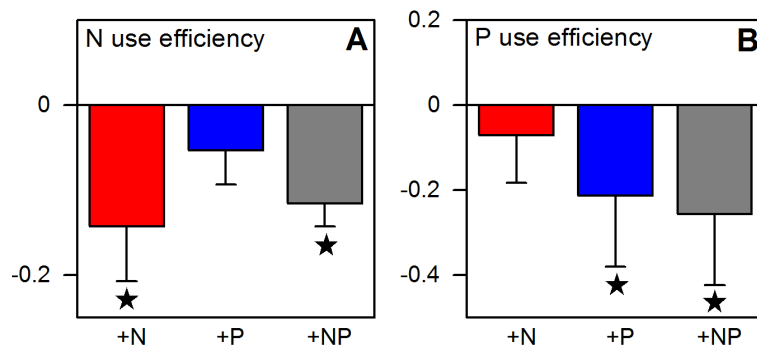 N use efficiency A
0
-0.2
+N +P +NP
0.2
P use efficiency B
0
-0.2
-0.4
+N +P +NP